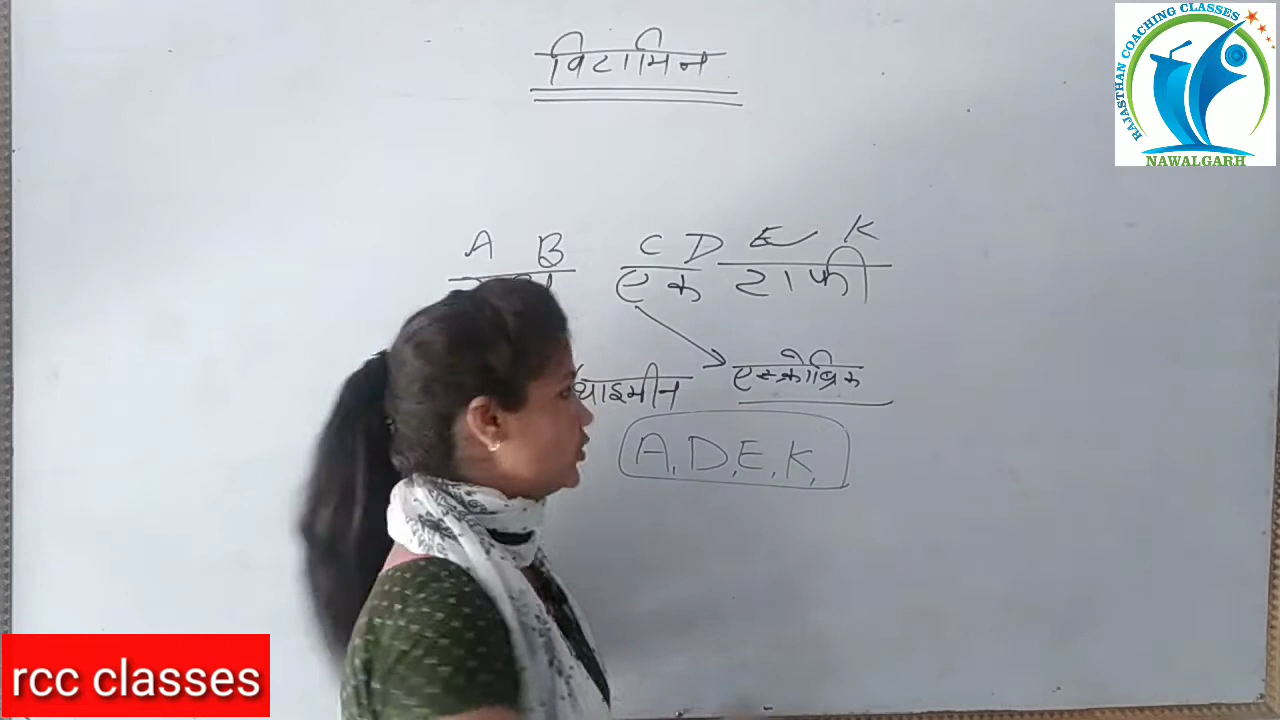 RAJASTHAN COACHING CLASSES
NAWALGARH
विटामिन
A B C D E K
एक टाफी
थाइमीन एस्कोब्रिक
A, D, E, K,
rcc classes